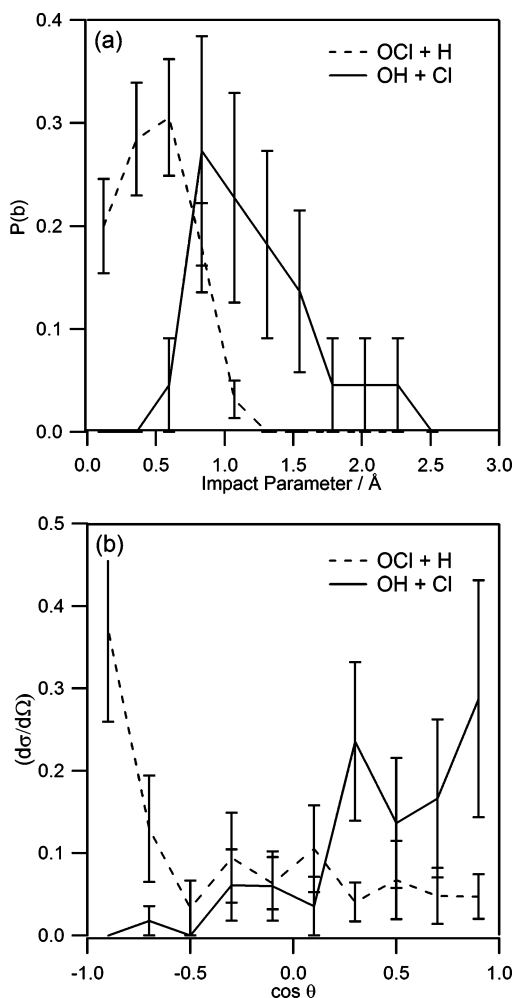 (a)
OCl + H
OH + Cl
P(b)
0.4
0.3
0.2
0.1
0.0
0.0 0.5 1.0 1.5 2.0 2.5 3.0
Impact Parameter / Å
(b)
OCl + H
OH + Cl
(dσ/dΩ)
0.5
0.4
0.3
0.2
0.1
0.0
-1.0 -0.5 0.0 0.5 1.0
cos θ